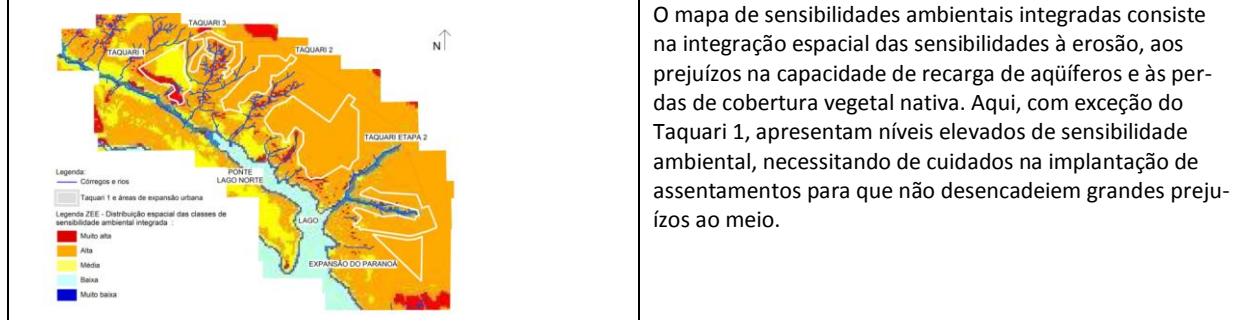 TAQUARI 3
TAQUARI 1
TAQUARI 2
N
TAQUARI ETAPA 2
PONTE
LAGO NORTE
LAGO
EXPANSÃO DO PARANOÁ
Legenda:
Córregos e rios
Taquari 1 e áreas de expansão urbana
Legenda ZEE - Distribuição espacial das classes de
sensibilidade ambiental integrada :
Muito alta
Alta
Média
Baixa
Muito baixa
O mapa de sensibilidades ambientais integradas consiste
na integração espacial das sensibilidades à erosão, aos
prejuízos na capacidade de recarga de aqüíferos e às per-
das de cobertura vegetal nativa. Aqui, com exceção do
Taquari 1, apresentam níveis elevados de sensibilidade
ambiental, necessitando de cuidados na implantação de
assentamentos para que não desencadeiem grandes preju-
ízos ao meio.